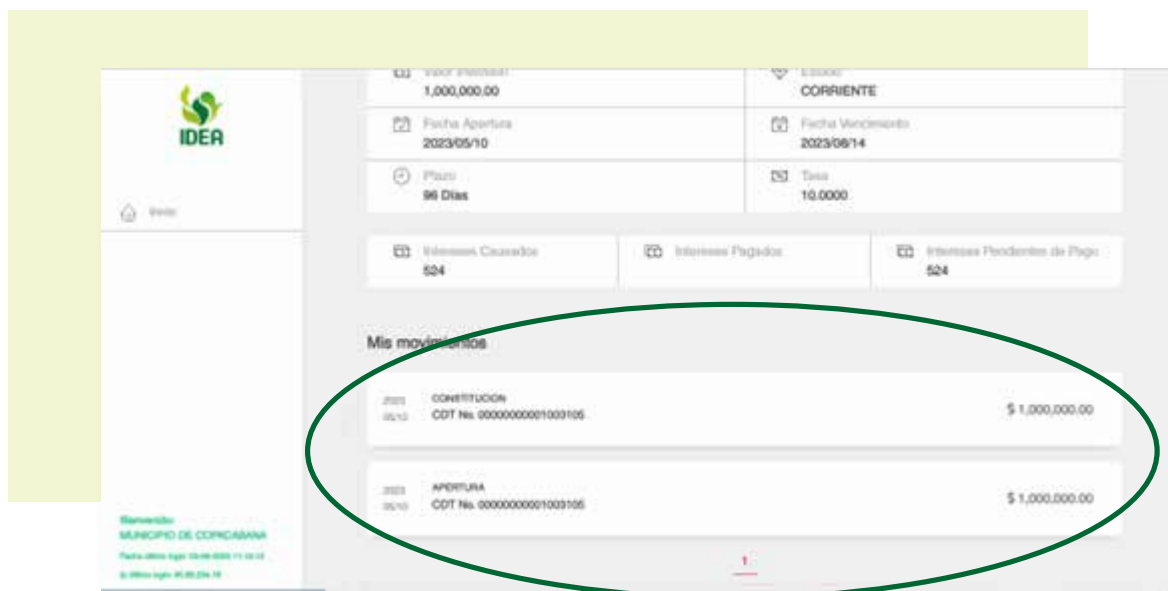 IDEA
Inicio
1,000,000.00
Estado
CORRIENTE
Fecha Apertura
2023/05/10
Fecha Vencimiento
2023/08/14
Plazo
96 Días
Tasa
10.0000
Intereses Causados
524
Intereses Pagados
Intereses Pendientes de Pago
524
Mis movimientos
2023
05/10
CONSTITUCION
CDT No. 00000000001003105
$ 1,000,000.00
2023
05/10
APERTURA
CDT No. 00000000001003105
$ 1,000,000.00
1
Bienvenido:
MUNICIPIO DE COPACABANA